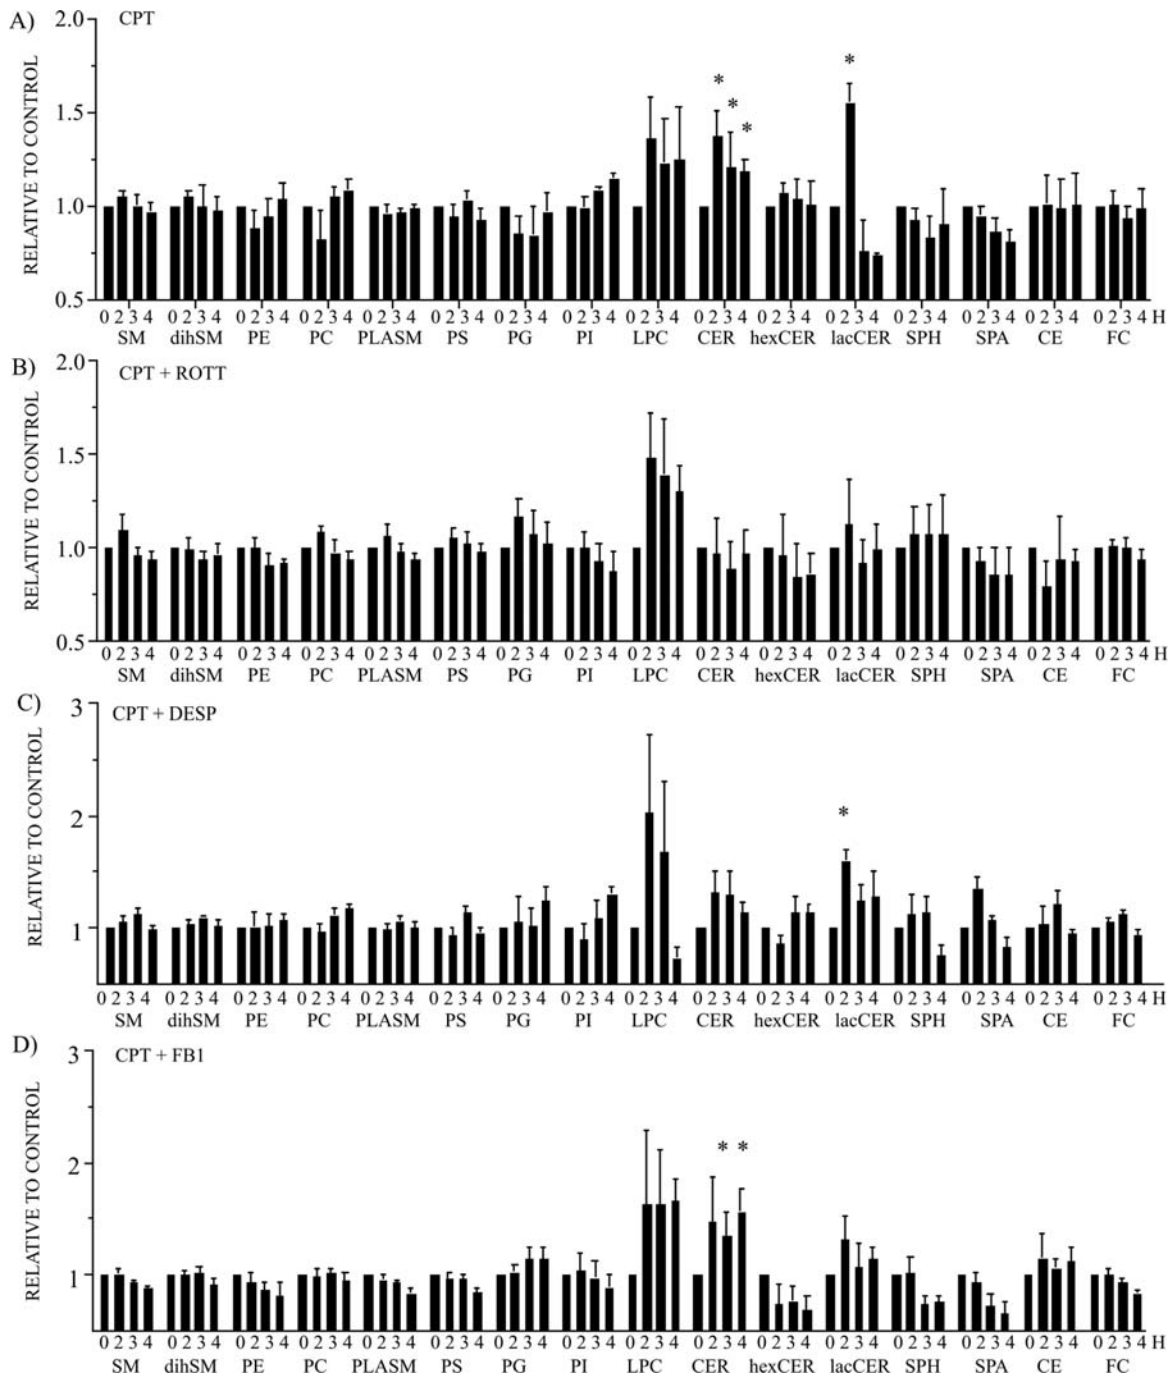 A)
CPT
RELATIVE TO CONTROL
2.0
1.5
1.0
0.5
* * * *
0 2 3 4 0 2 3 4 0 2 3 4 0 2 3 4 0 2 3 4 0 2 3 4 0 2 3 4 0 2 3 4 0 2 3 4 0 2 3 4 0 2 3 4 0 2 3 4 0 2 3 4 0 2 3 4 0 2 3 4 0 2 3 4 H
SM dihSM PE PC PLASM PS PG PI LPC CER hexCER lacCER SPH SPA CE FC
B)
CPT + ROTT
RELATIVE TO CONTROL
2.0
1.5
1.0
0.5
0 2 3 4 0 2 3 4 0 2 3 4 0 2 3 4 0 2 3 4 0 2 3 4 0 2 3 4 0 2 3 4 0 2 3 4 0 2 3 4 0 2 3 4 0 2 3 4 0 2 3 4 0 2 3 4 0 2 3 4 0 2 3 4 H
SM dihSM PE PC PLASM PS PG PI LPC CER hexCER lacCER SPH SPA CE FC
C)
CPT + DESP
RELATIVE TO CONTROL
3
2
1
*
0 2 3 4 0 2 3 4 0 2 3 4 0 2 3 4 0 2 3 4 0 2 3 4 0 2 3 4 0 2 3 4 0 2 3 4 0 2 3 4 0 2 3 4 0 2 3 4 0 2 3 4 0 2 3 4 0 2 3 4 0 2 3 4 H
SM dihSM PE PC PLASM PS PG PI LPC CER hexCER lacCER SPH SPA CE FC
D)
CPT + FB1
RELATIVE TO CONTROL
3
2
1
* *
0 2 3 4 0 2 3 4 0 2 3 4 0 2 3 4 0 2 3 4 0 2 3 4 0 2 3 4 0 2 3 4 0 2 3 4 0 2 3 4 0 2 3 4 0 2 3 4 0 2 3 4 0 2 3 4 0 2 3 4 0 2 3 4 H
SM dihSM PE PC PLASM PS PG PI LPC CER hexCER lacCER SPH SPA CE FC